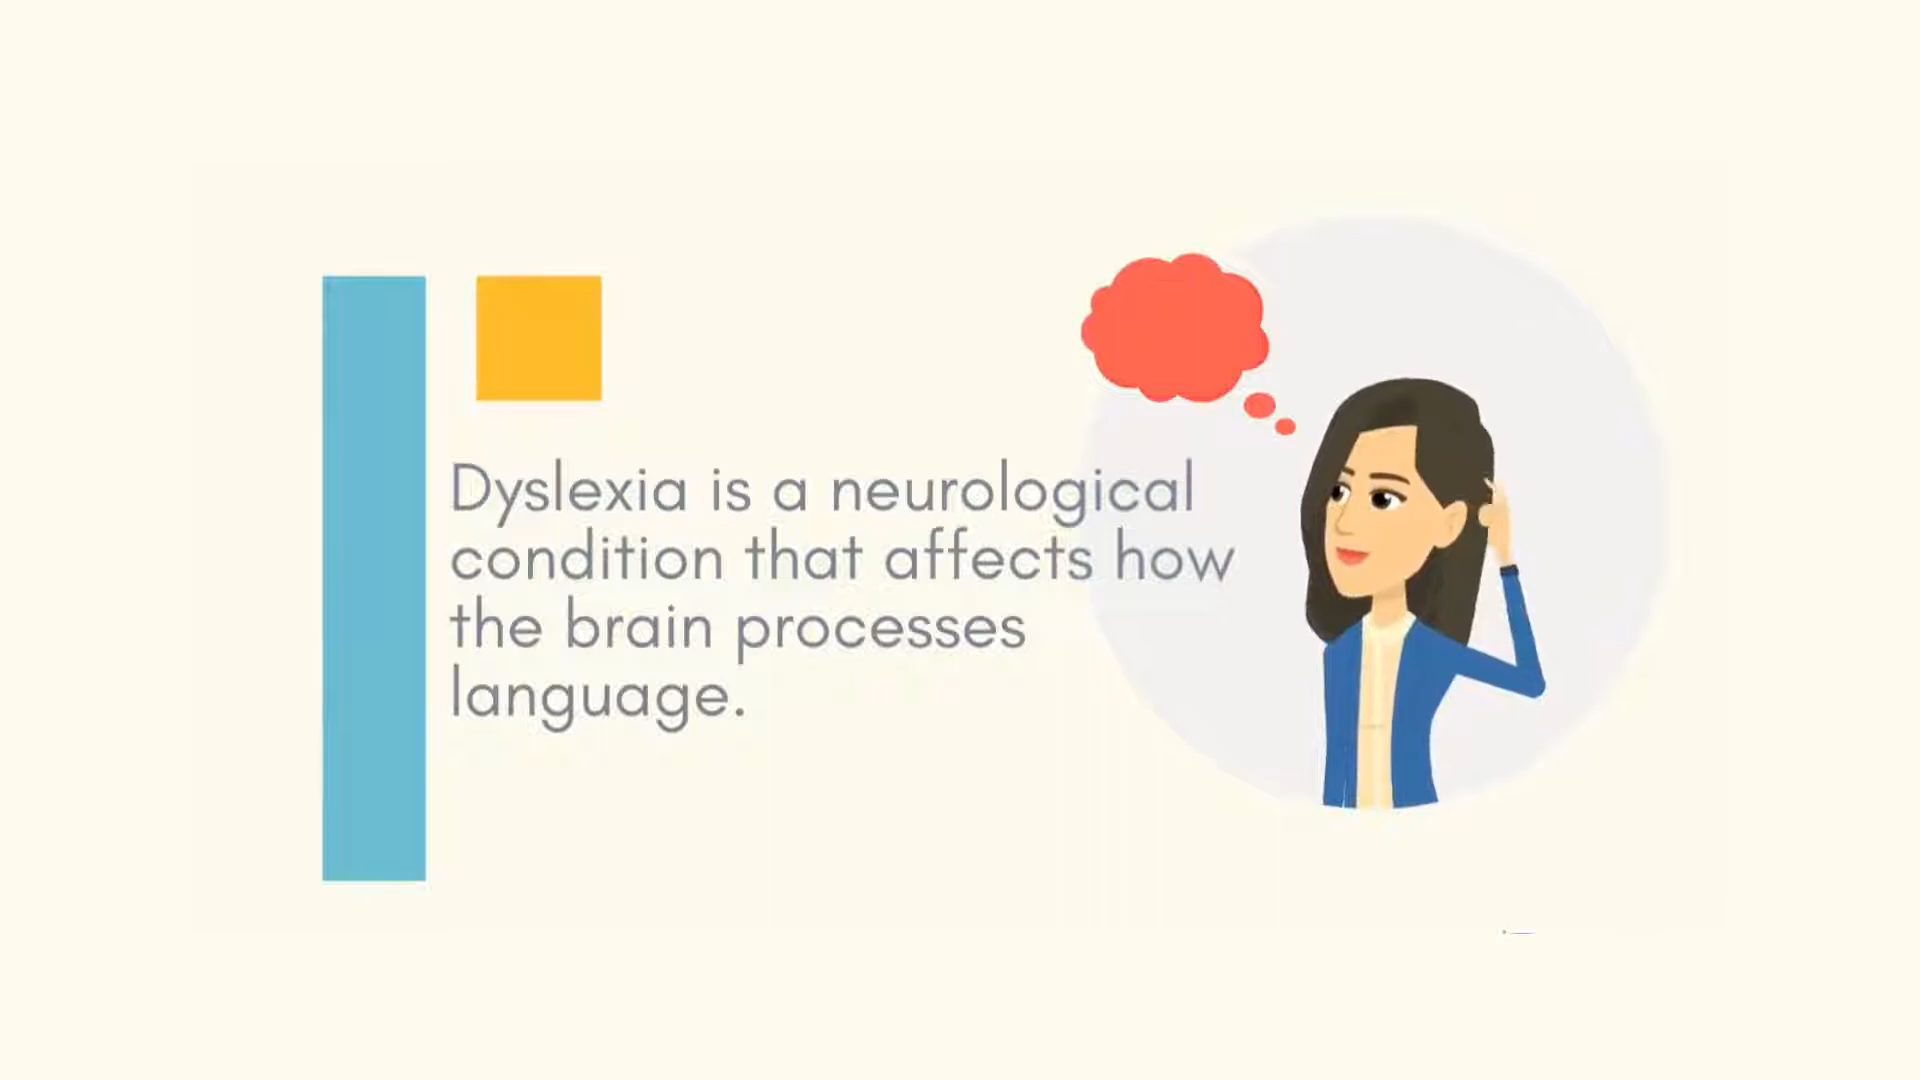 Dyslexia is a neurological
condition that affects how
the brain processes
language.